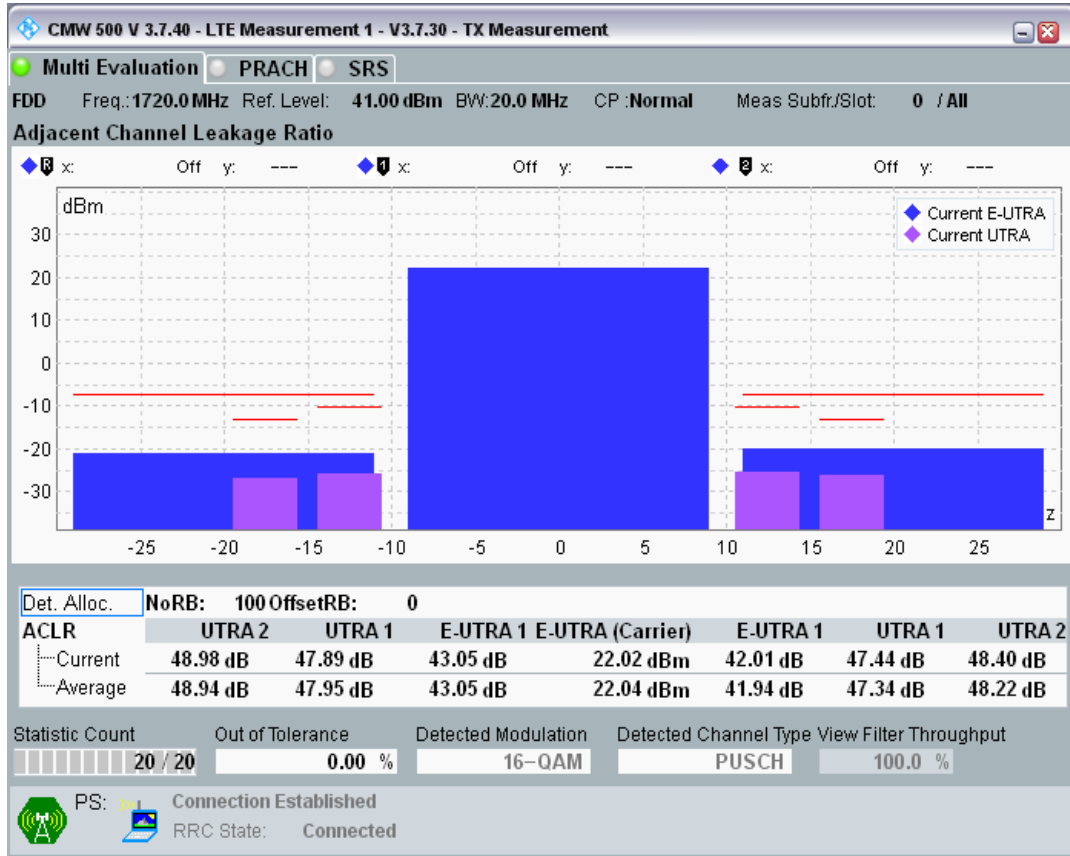 CMW 500 V 3.7.40 - LTE Measurement 1 - V3.7.30 - TX Measurement
Multi Evaluation PRACH SRS
FDD Freq.: 1720.0 MHz Ref. Level: 41.00 dBm BW: 20.0 MHz CP : Normal Meas Subfr./Slot: 0 / All
Adjacent Channel Leakage Ratio
R x: Off y: --- 1 x: Off y: --- 2 x: Off y: ---
dBm
Current E-UTRA
Current UTRA
30
20
10
0
-10
-20
-30
z
-25 -20 -15 -10 -5 0 5 10 15 20 25
Det. Alloc. NoRB: 100 OffsetRB: 0
ACLR UTRA 2 UTRA 1 E-UTRA 1 E-UTRA (Carrier) E-UTRA 1 UTRA 1 UTRA 2
Current 48.98 dB 47.89 dB 43.05 dB 22.02 dBm 42.01 dB 47.44 dB 48.40 dB
Average 48.94 dB 47.95 dB 43.05 dB 22.04 dBm 41.94 dB 47.34 dB 48.22 dB
Statistic Count Out of Tolerance Detected Modulation Detected Channel Type View Filter Throughput
20 / 20 0.00 % 16-QAM PUSCH 100.0 %
PS: Connection Established
RRC State: Connected